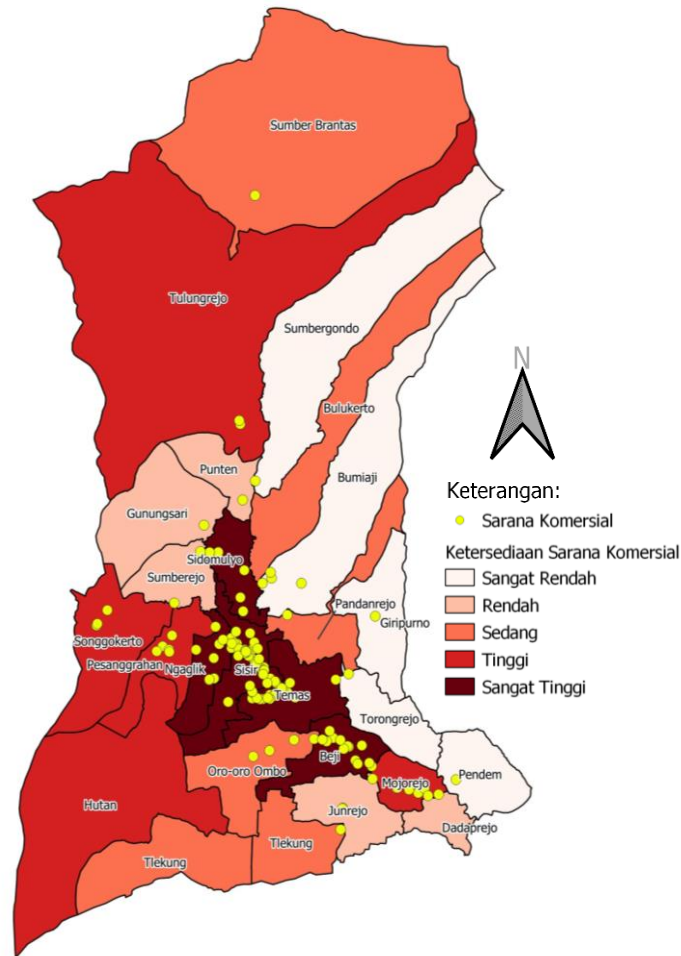 Sumber Brantas
Tulungrejo
Sumbergondo
N
Bulukerto
Punten
Bumiaji
Gunungsari
Keterangan:
Sarana Komersial
Ketersediaan Sarana Komersial
Sangat Rendah
Rendah
Sedang
Tinggi
Sangat Tinggi
Sidomulyo
Sumberejo
Pandanrejo
Giripurno
Songgokerto
Pesanggrahan
Ngaglik
Sisir
Temas
Torongrejo
Beji
Oro-oro Ombo
Pendem
Mojorejo
Hutan
Junrejo
Dadaprejo
Tlekung
Tlekung